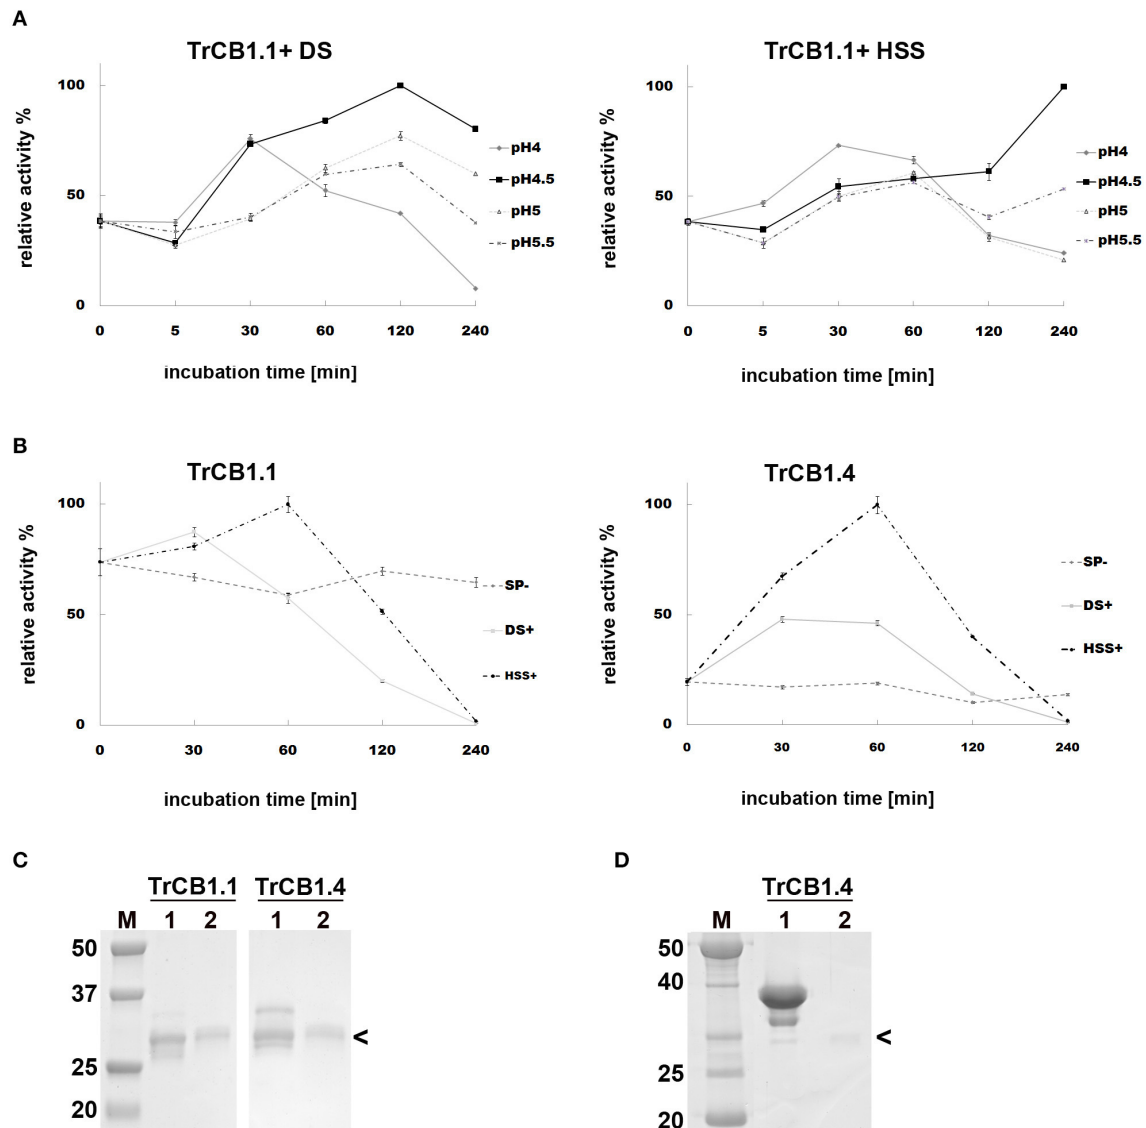 A
TrCB1.1+ DS
relative activity %
100
50
0
0 5 30 60 120 240
incubation time [min]
pH4
pH4.5
pH5
pH5.5
TrCB1.1+ HSS
relative activity %
100
50
0
0 5 30 60 120 240
incubation time [min]
pH4
pH4.5
pH5
pH5.5
B
TrCB1.1
relative activity %
100
50
0
0 30 60 120 240
incubation time [min]
SP-
DS+
HSS+
TrCB1.4
relative activity %
100
50
0
0 30 60 120 240
incubation time [min]
SP-
DS+
HSS+
C
TrCB1.1 TrCB1.4
M 1 2 1 2
50
37
25
20
<
D
TrCB1.4
M 1 2
50
40
25
20
<